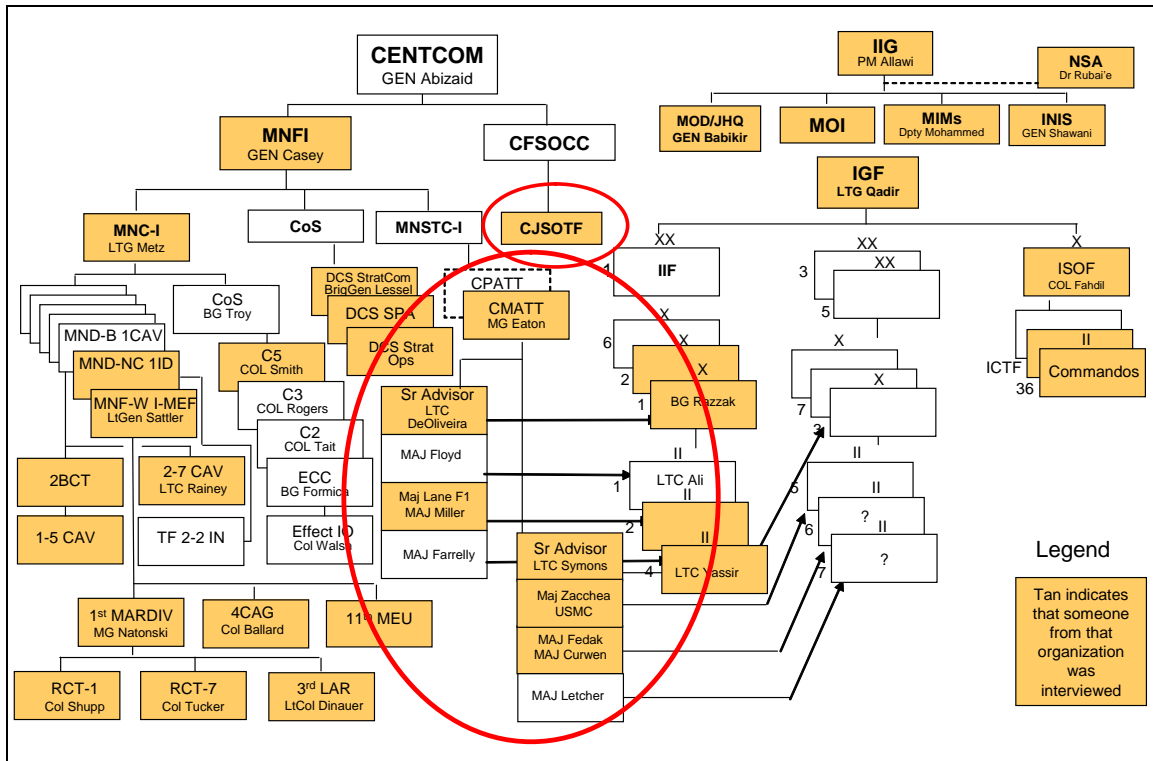 CENTCOM
GEN Abizaid
IIG
PM Allawi
NSA
Dr Rubai'e
MNFI
GEN Casey
CFSOCC
MOD/JHQ
GEN Babikir
MOI
MIMs
Dpty Mohammed
INIS
GEN Shawani
IGF
LTG Qadir
MNC-I
LTG Metz
CoS
MNSTC-I
CJSOTF
XX
1
IIF
XX
3
XX
5
X
ISOF
COL Fahdil
ICTF
36
II
Commandos
CoS
BG Troy
DCS StratCom
BrigGen Lessel
DCS SPA
DCS Strat
Ops
CPATT
CMATT
MG Eaton
MND-B 1CAV
MND-NC 1ID
MNF-W I-MEF
LtGen Sattler
C5
COL Smith
C3
COL Rogers
C2
COL Tait
ECC
BG Formica
Effect IO
Col Walsh
X
6
X
2
X
1
BG Razzak
X
7
X
3
Sr Advisor
LTC
DeOliveira
MAJ Floyd
Maj Lane F1
MAJ Miller
MAJ Farrelly
II
1
LTC Ali
II
2
II
4
LTC Yassir
II
5
II
6
?
II
7
?
2BCT
2-7 CAV
LTC Rainey
1-5 CAV
TF 2-2 IN
Sr Advisor
LTC Symons
Maj Zacchea
USMC
MAJ Fedak
MAJ Curwen
MAJ Letcher
1st MARDIV
MG Natonski
4CAG
Col Ballard
11th MEU
RCT-1
Col Shupp
RCT-7
Col Tucker
3rd LAR
LtCol Dinauer
Legend
Tan indicates
that someone
from that
organization
was
interviewed